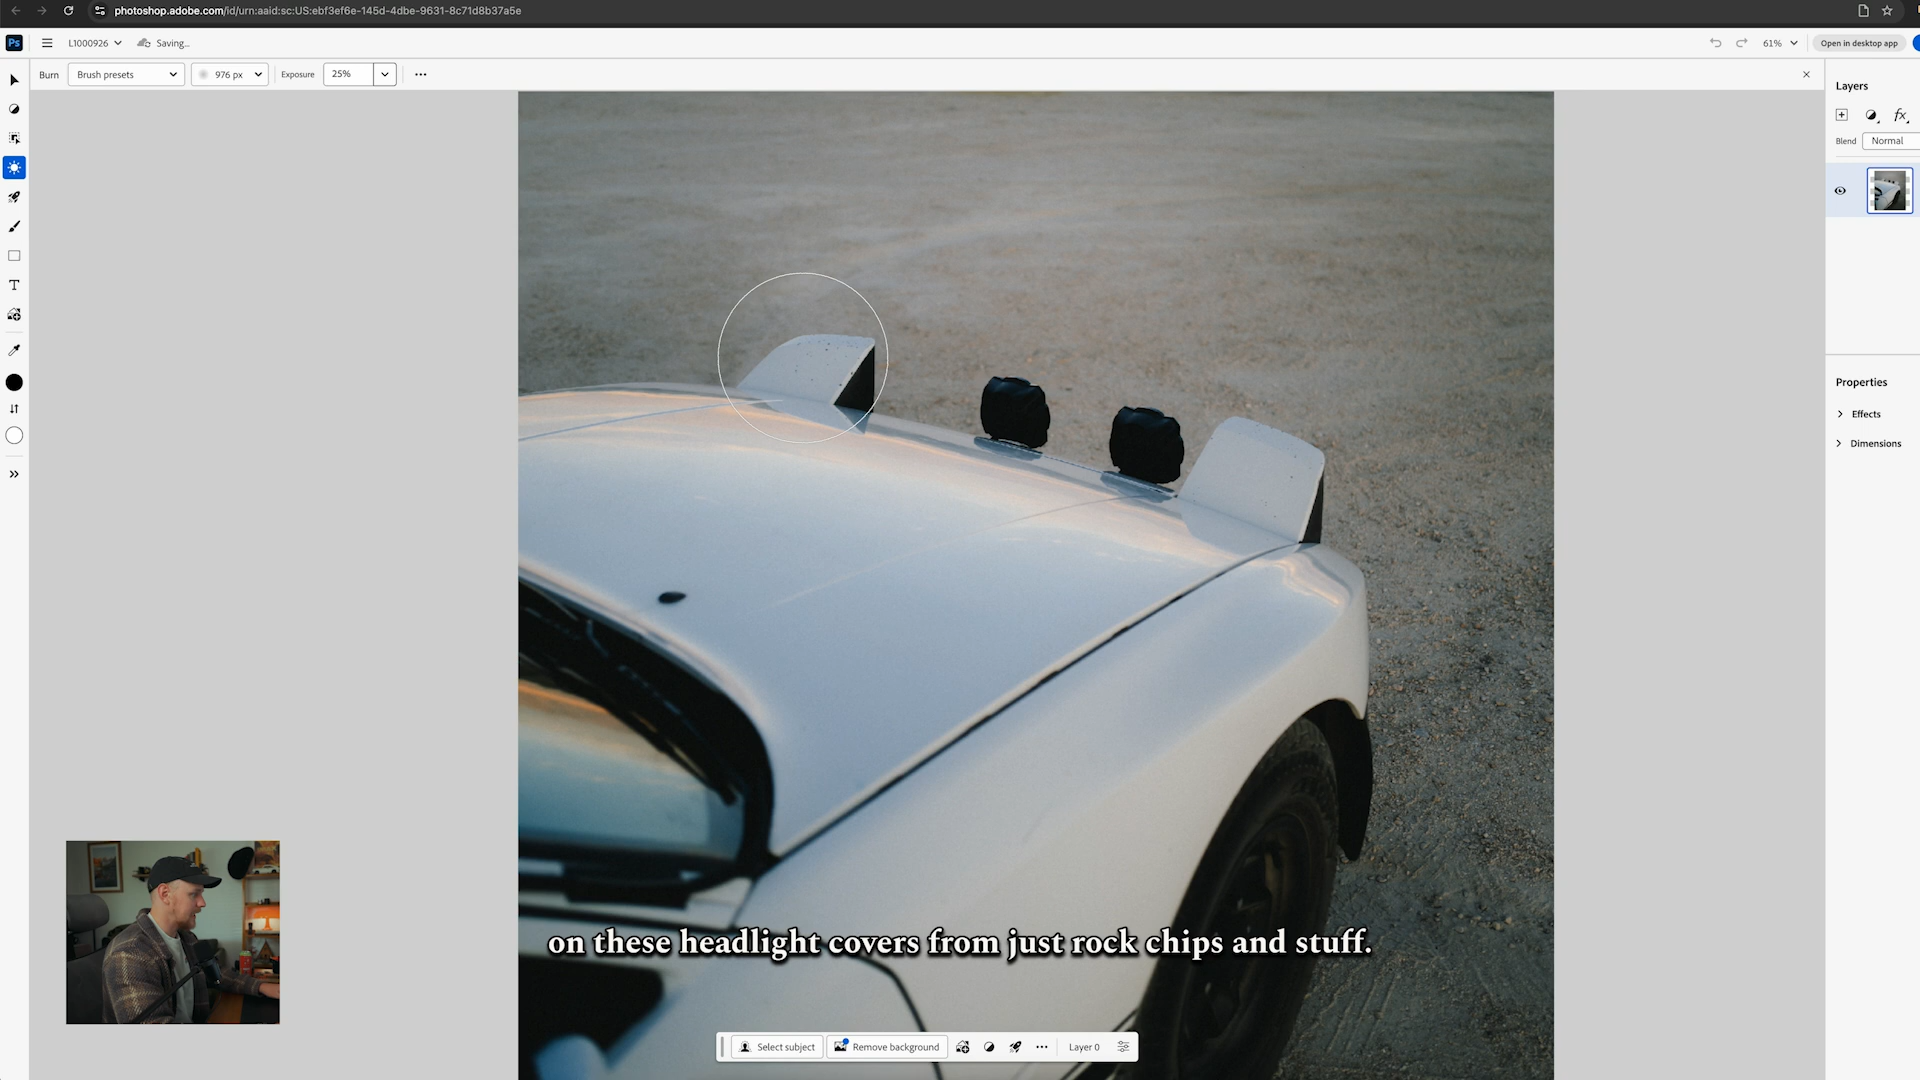 photoshop.adobe.com/id/urn:aaid:sc:US:ebf3ef6e-145d-4dbe-9631-8c71d8b37a5e
Ps L1000926 Saving... 61% Open in desktop app
Burn Brush presets 976 px Exposure 25%
Layers
fx
Blend Normal
Properties
Effects
Dimensions
on these headlight covers from just rock chips and stuff.
Select subject Remove background Layer 0